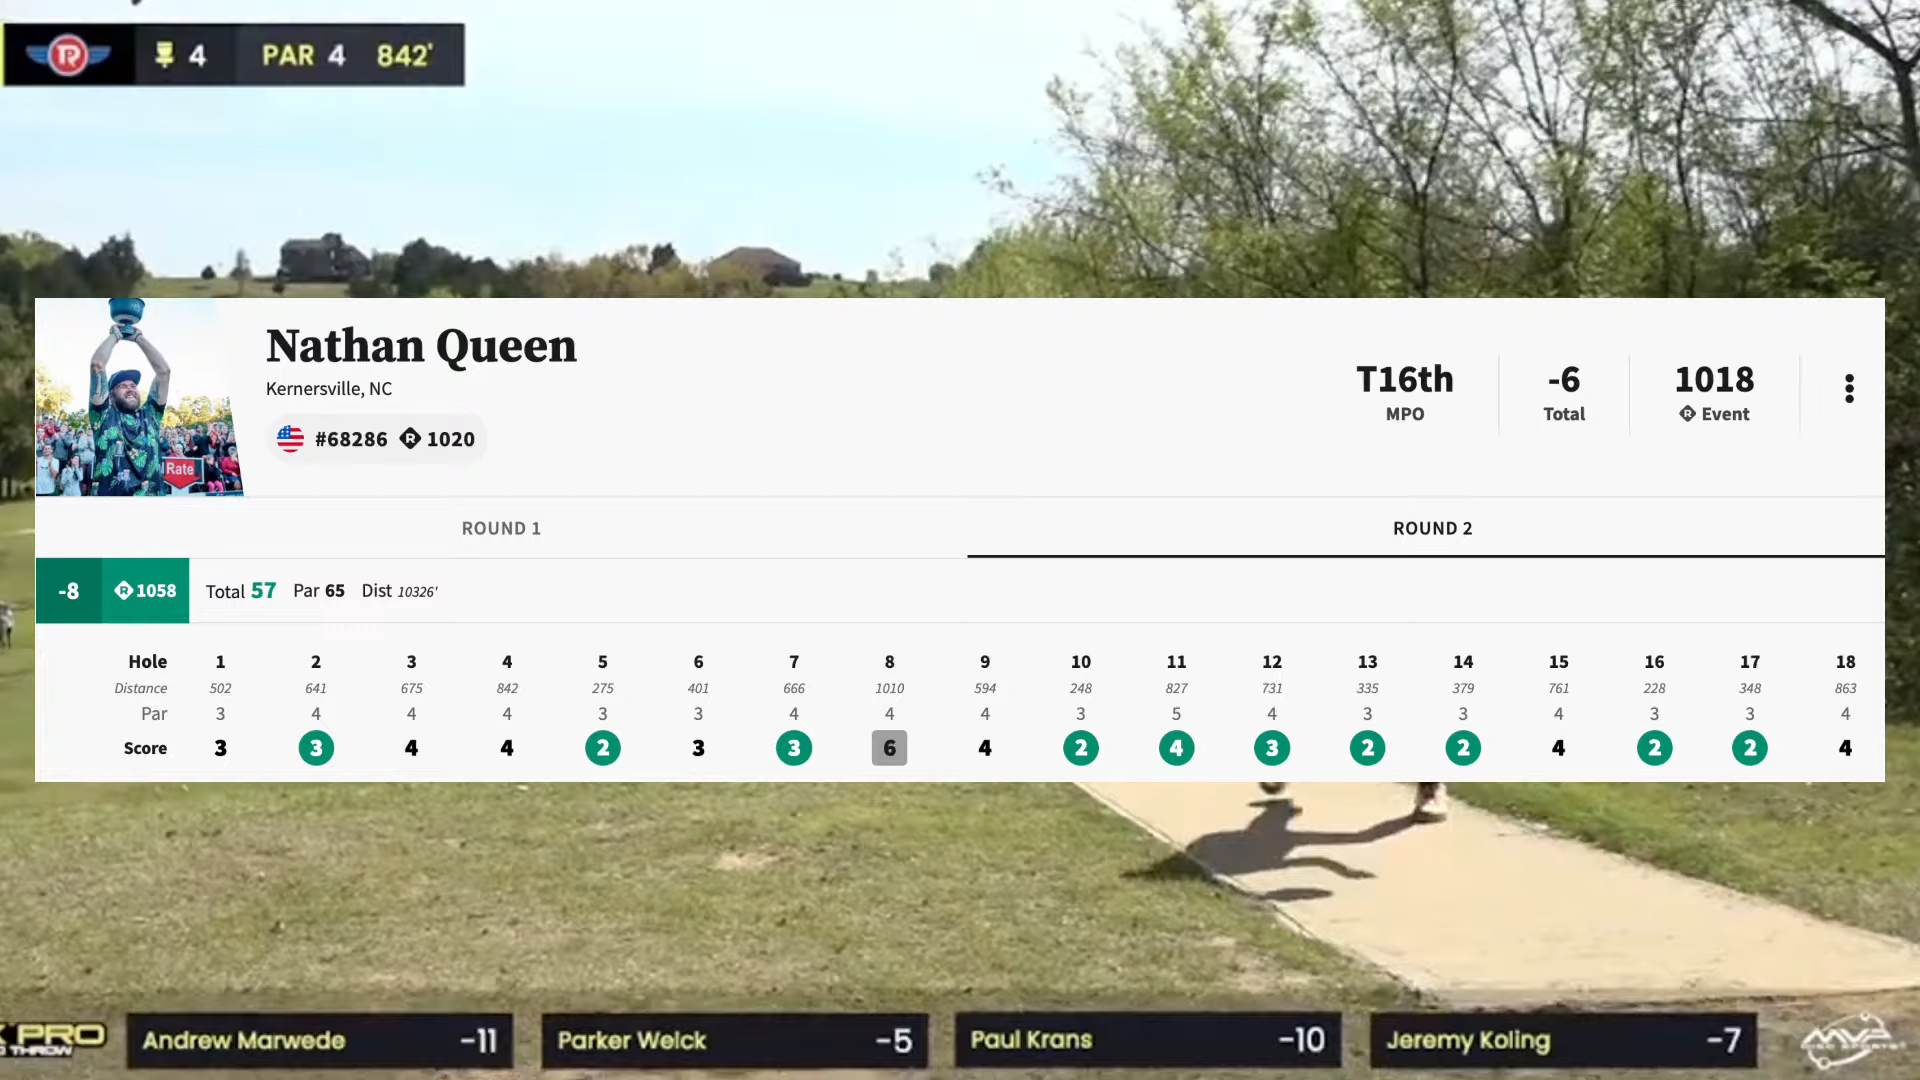 4 PAR 4 842'
Nathan Queen
Kernersville, NC
#68286 R 1020
T16th
MPO
-6
Total
1018
R Event
Rate
ROUND 1
ROUND 2
-8 R 1058 Total 57 Par 65 Dist 10326'
Hole 1 2 3 4 5 6 7 8 9 10 11 12 13 14 15 16 17 18
Distance 502 641 675 842 275 401 666 1010 594 248 827 731 335 379 761 228 348 863
Par 3 4 4 4 3 3 4 4 4 3 5 4 3 3 4 3 3 4
Score 3 3 4 4 2 3 3 6 4 2 4 3 2 2 4 2 2 4
PRO
THROW
Andrew Marwede -11
Parker Welck -5
Paul Krans -10
Jeremy Koling -7
MVP